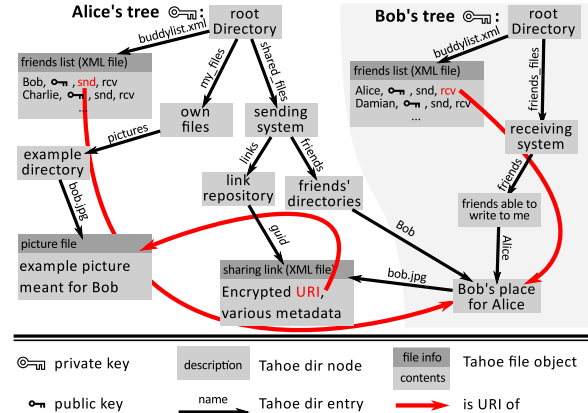 Alice's tree :
root
Directory
Bob's tree :
root
Directory
buddylist.xml
my_files
shared_files
buddylist.xml
friends_files
friends list (XML file)
Bob, , snd, rcv
Charlie, , snd, rcv
...
friends list (XML file)
Alice, , snd, rcv
Damian, , snd, rcv
...
own
files
sending
system
receiving
system
pictures
links
friends
friends
example
directory
link
repository
friends'
directories
friends able to
write to me
bob.jpg
guid
Bob
Alice
picture file
example picture
meant for Bob
sharing link (XML file)
Encrypted URI,
various metadata
bob.jpg
Bob's place
for Alice
private key
description
Tahoe dir node
file info
contents
Tahoe file object
public key
name
Tahoe dir entry
is URI of